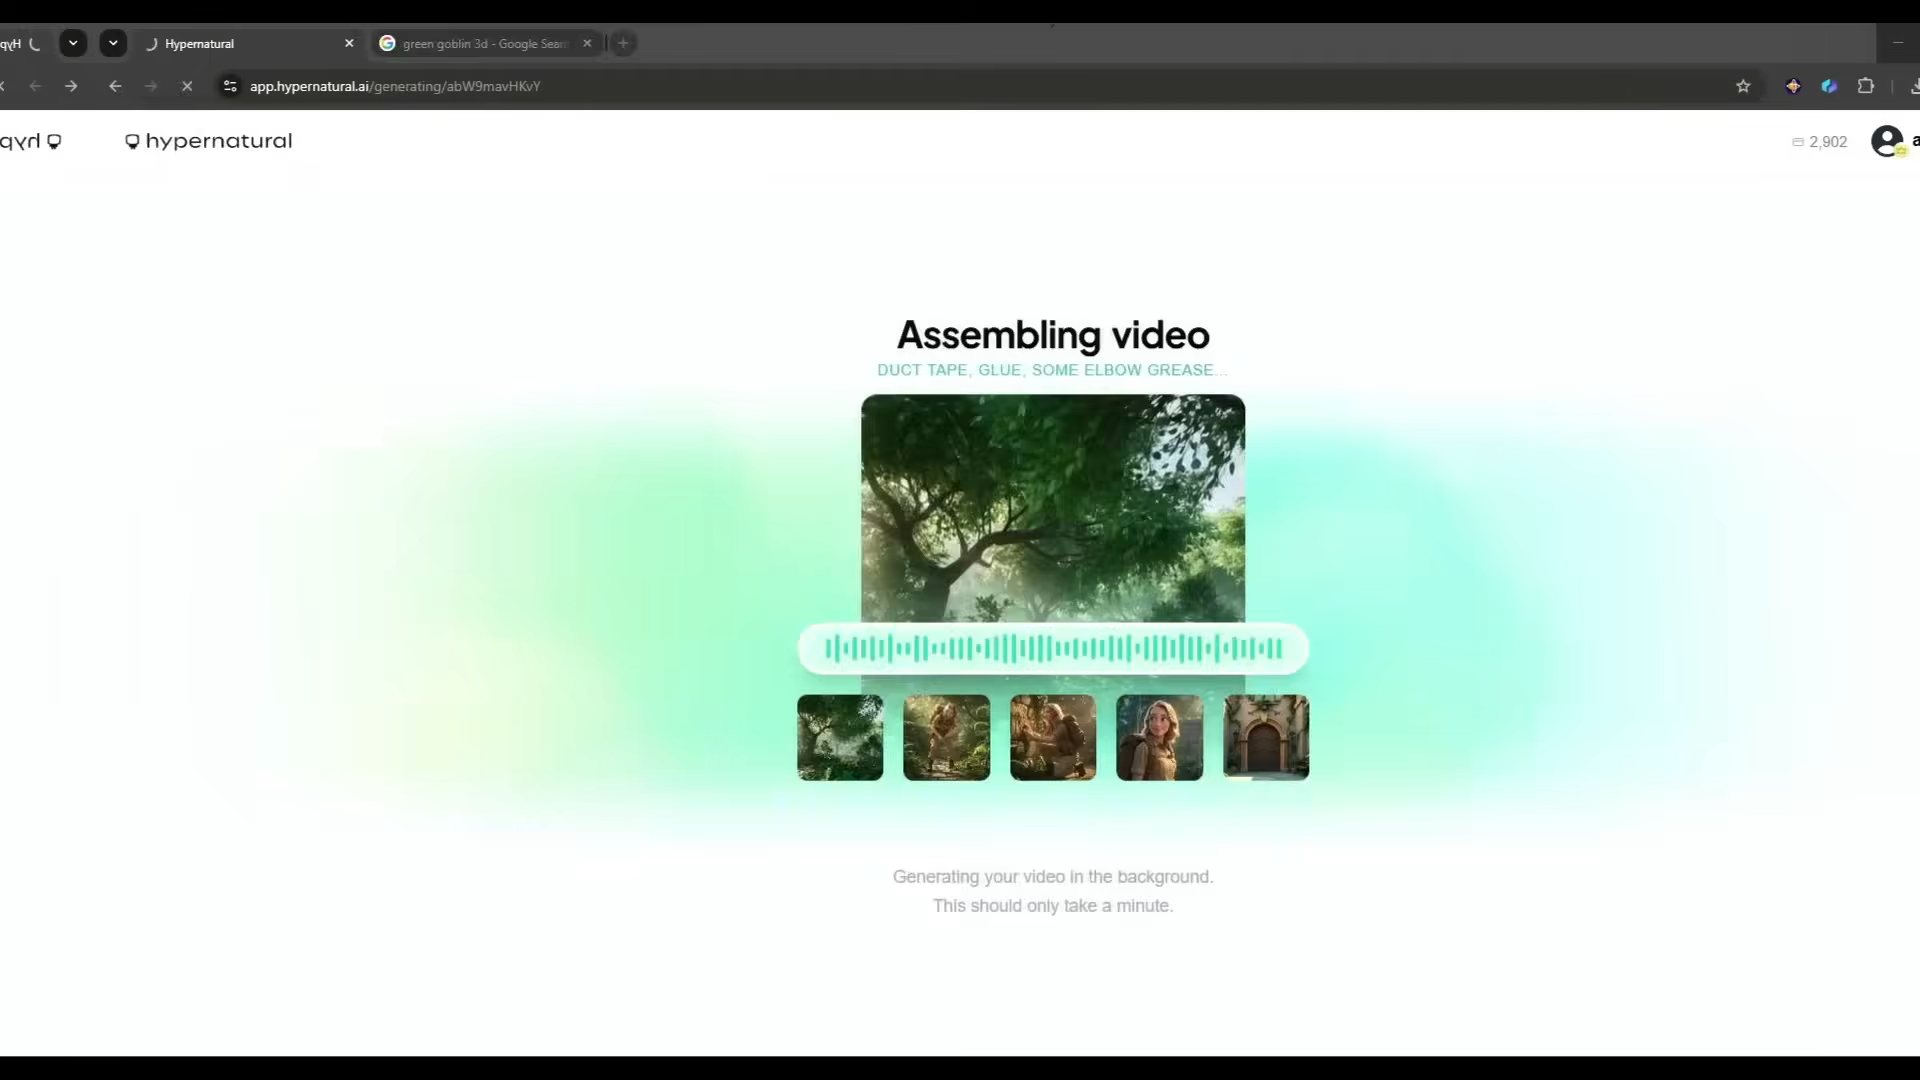 Hypernatural
green goblin 3d - Google Sear
app.hypernatural.ai/generating/abW9mavHKvY
hypernatural
2,902
Assembling video
DUCT TAPE, GLUE, SOME ELBOW GREASE...
Generating your video in the background.
This should only take a minute.